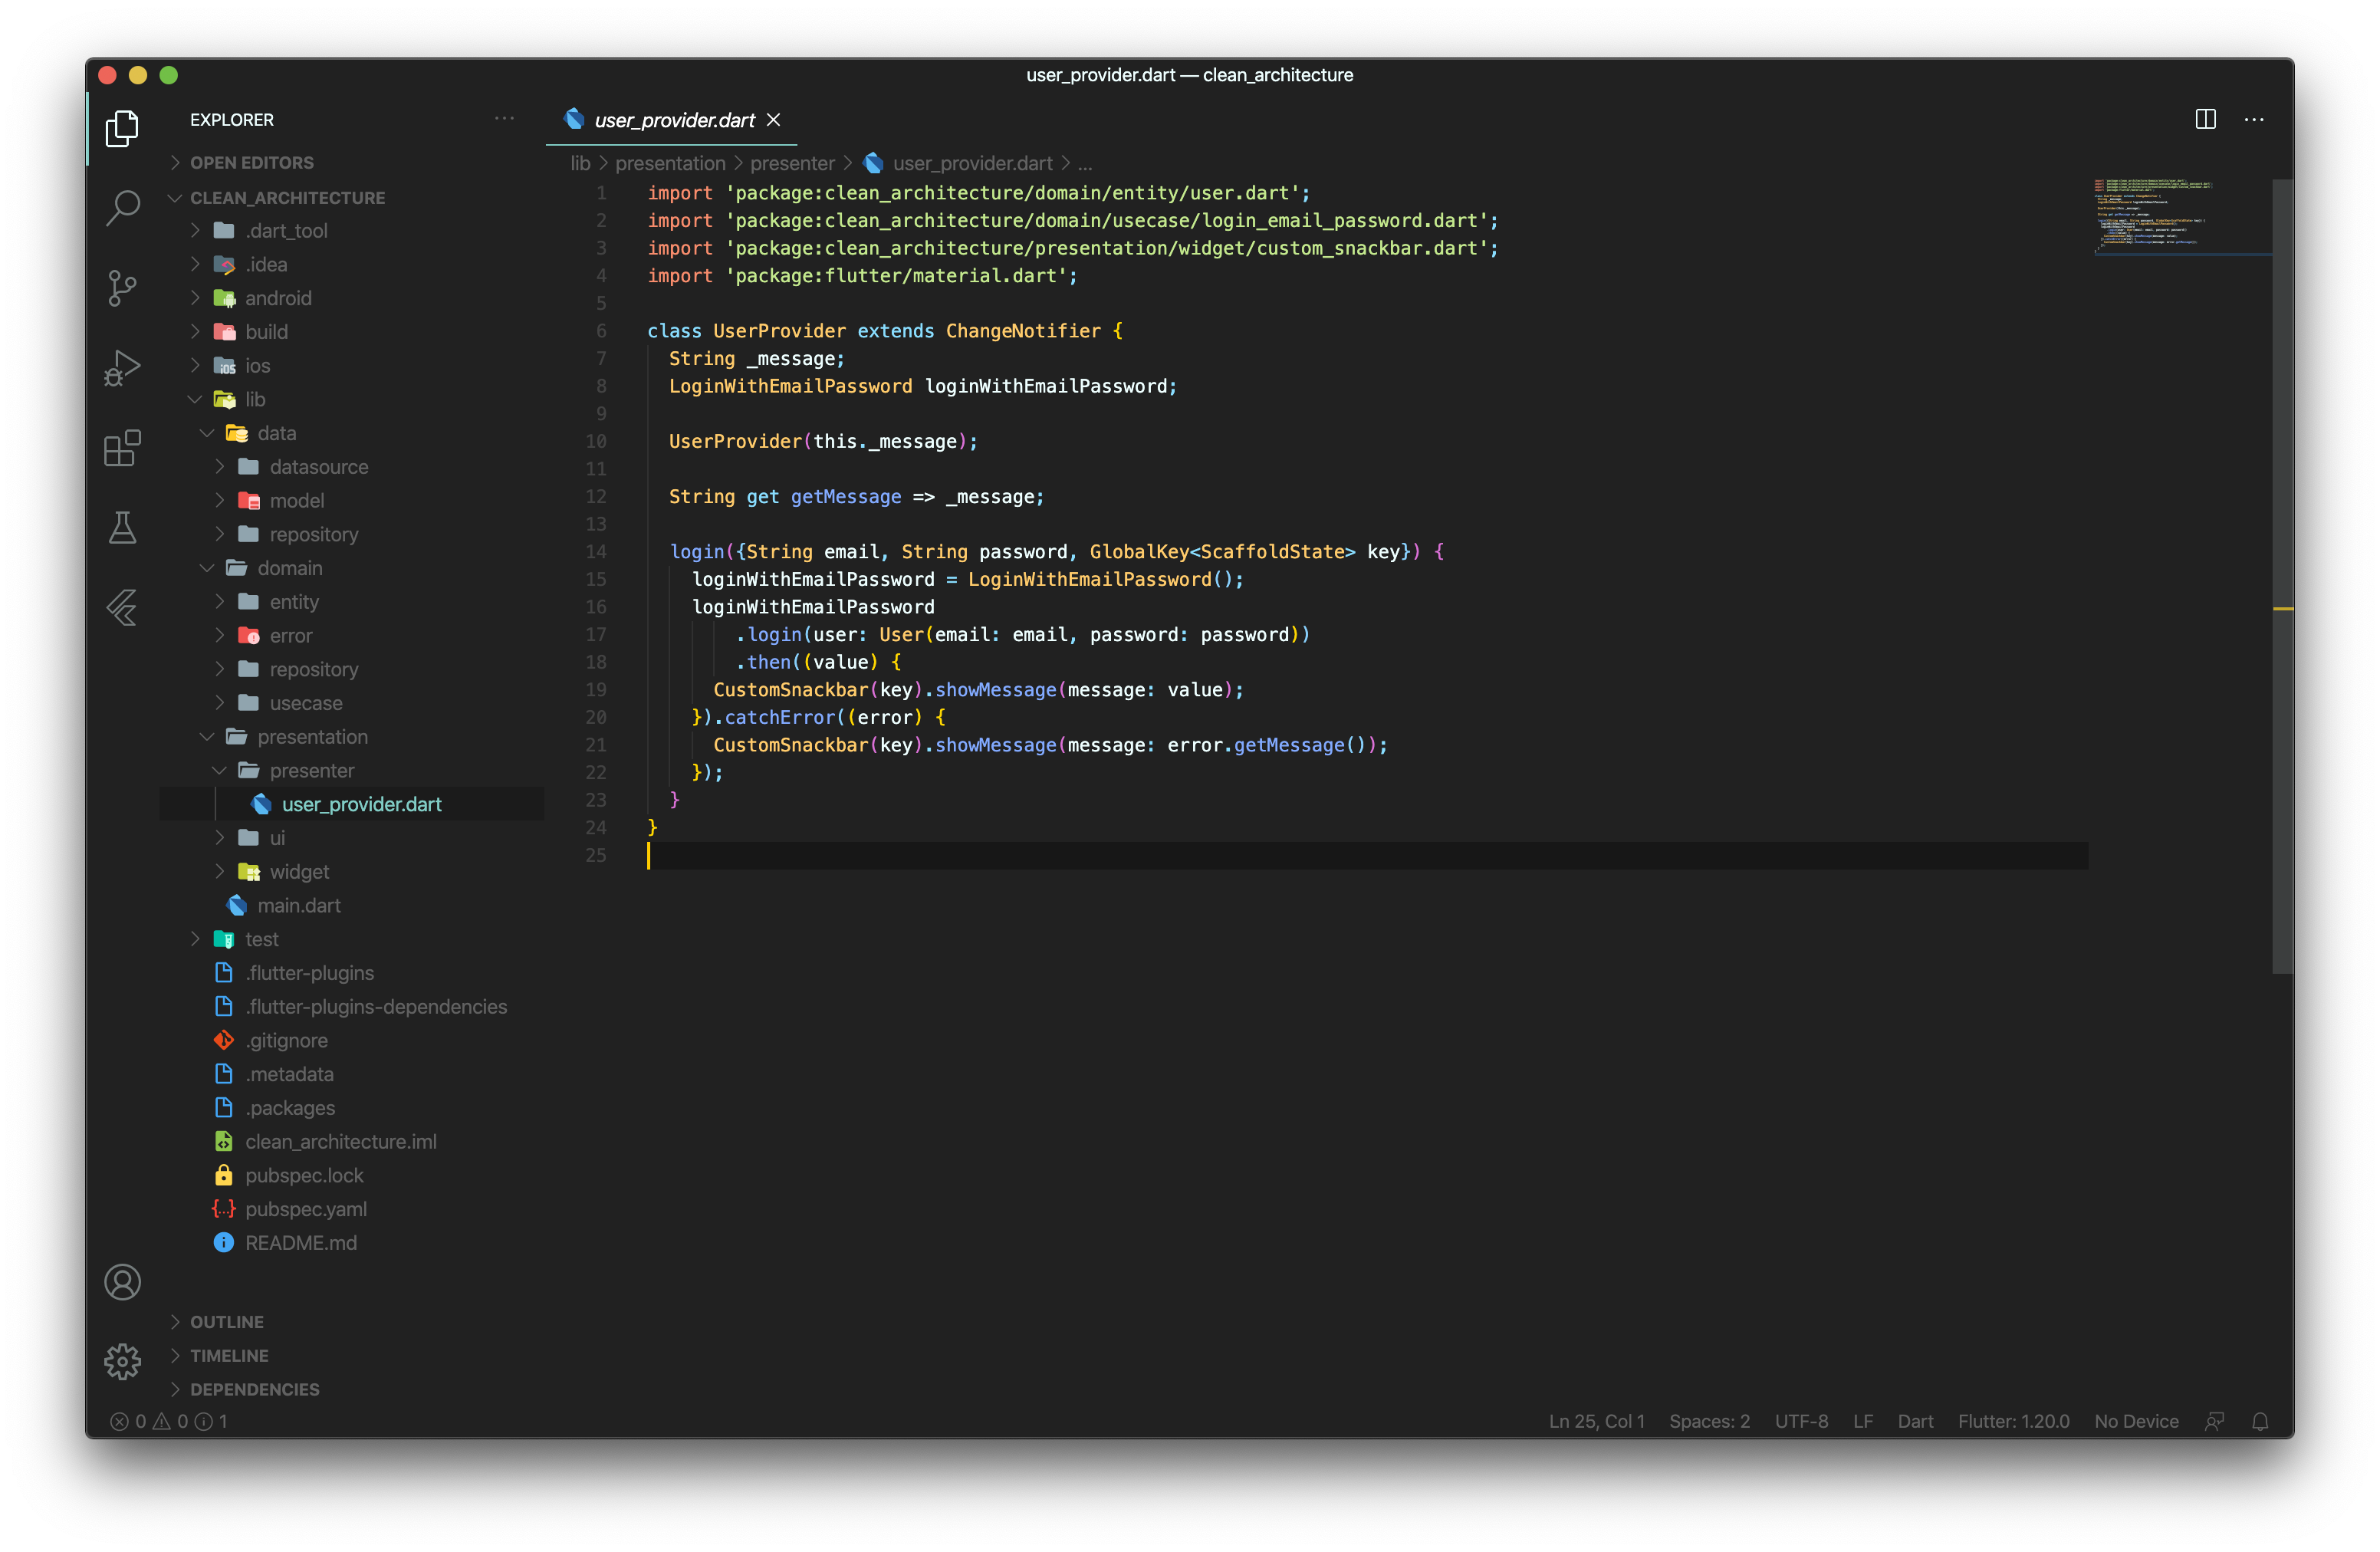 user_provider.dart — clean_architecture
EXPLORER
OPEN EDITORS
CLEAN_ARCHITECTURE
.dart_tool
.idea
android
build
ios
lib
data
datasource
model
repository
domain
entity
error
repository
usecase
presentation
presenter
user_provider.dart
ui
widget
main.dart
test
.flutter-plugins
.flutter-plugins-dependencies
.gitignore
.metadata
.packages
clean_architecture.iml
pubspec.lock
pubspec.yaml
README.md
OUTLINE
TIMELINE
DEPENDENCIES
user_provider.dart
lib > presentation > presenter > user_provider.dart > ...
1 import 'package:clean_architecture/domain/entity/user.dart';
2 import 'package:clean_architecture/domain/usecase/login_email_password.dart';
3 import 'package:clean_architecture/presentation/widget/custom_snackbar.dart';
4 import 'package:flutter/material.dart';
5
6 class UserProvider extends ChangeNotifier {
7   String _message;
8   LoginWithEmailPassword loginWithEmailPassword;
9
10   UserProvider(this._message);
11
12   String get getMessage => _message;
13
14   login({String email, String password, GlobalKey<ScaffoldState> key}) {
15     loginWithEmailPassword = LoginWithEmailPassword();
16     loginWithEmailPassword
17         .login(user: User(email: email, password: password))
18         .then((value) {
19       CustomSnackbar(key).showMessage(message: value);
20     }).catchError((error) {
21       CustomSnackbar(key).showMessage(message: error.getMessage());
22     });
23   }
24 }
25
0 0 1
Ln 25, Col 1 Spaces: 2 UTF-8 LF Dart Flutter: 1.20.0 No Device